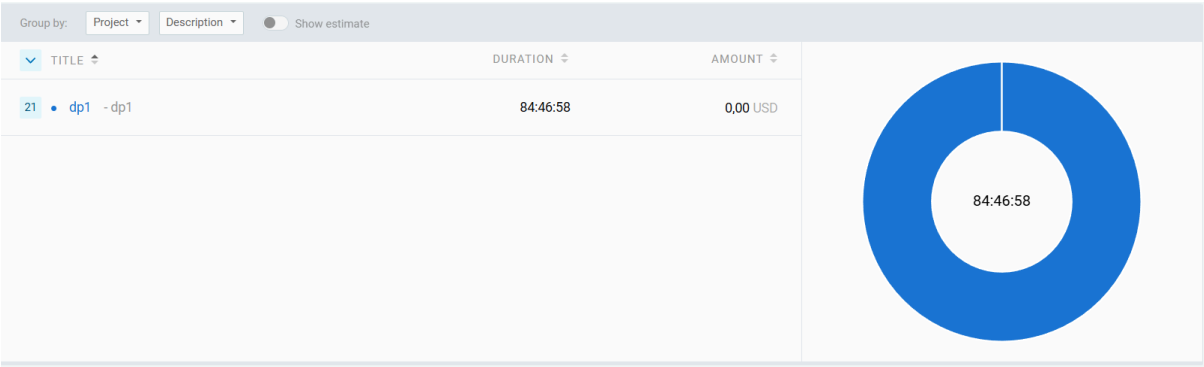 Group by: Project Description Show estimate
TITLE DURATION AMOUNT
21 dp1 - dp1 84:46:58 0,00 USD
84:46:58